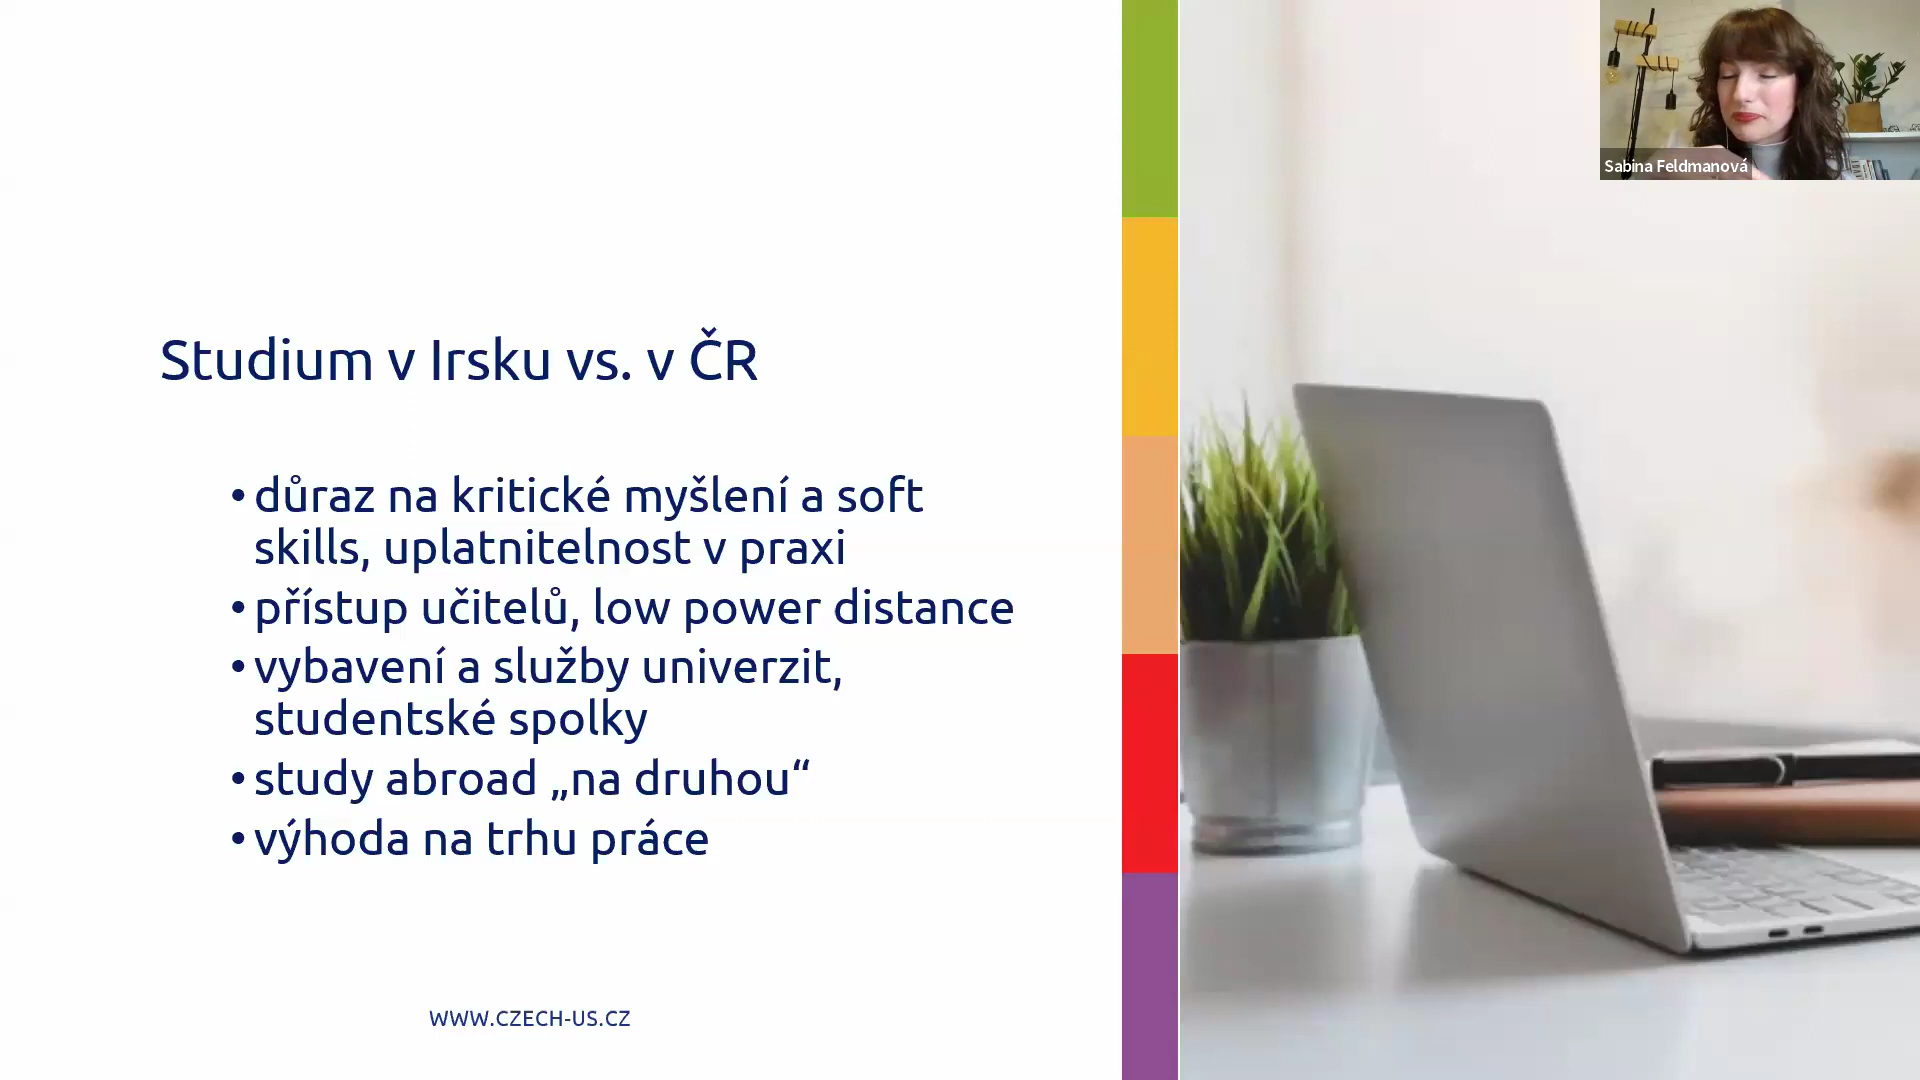 Sabina Feldmanová
Studium v Irsku vs. v ČR
• důraz na kritické myšlení a soft
skills, uplatnitelnost v praxi
• přístup učitelů, low power distance
• vybavení a služby univerzit,
studentské spolky
• study abroad „na druhou“
• výhoda na trhu práce
WWW.CZECH-US.CZ